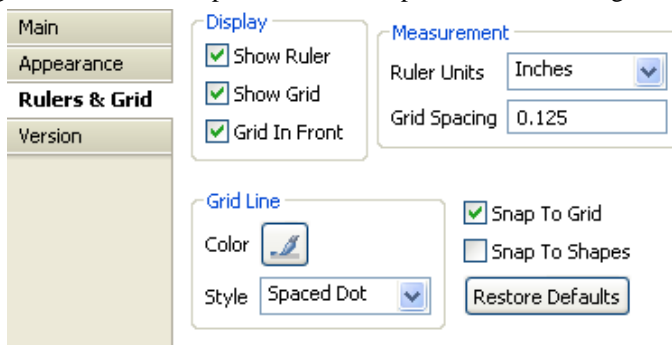 Main
Appearance
Rulers & Grid
Version
Display
Show Ruler
Show Grid
Grid In Front
Measurement
Ruler Units Inches
Grid Spacing 0.125
Grid Line
Color
Style Spaced Dot
Snap To Grid
Snap To Shapes
Restore Defaults